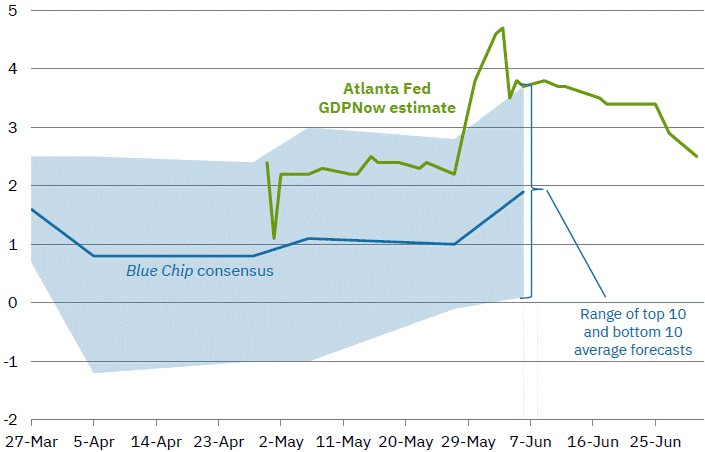 5
4
3
2
1
0
-1
-2
Atlanta Fed
GDPNow estimate
Blue Chip consensus
Range of top 10
and bottom 10
average forecasts
27-Mar 5-Apr 14-Apr 23-Apr 2-May 11-May 20-May 29-May 7-Jun 16-Jun 25-Jun